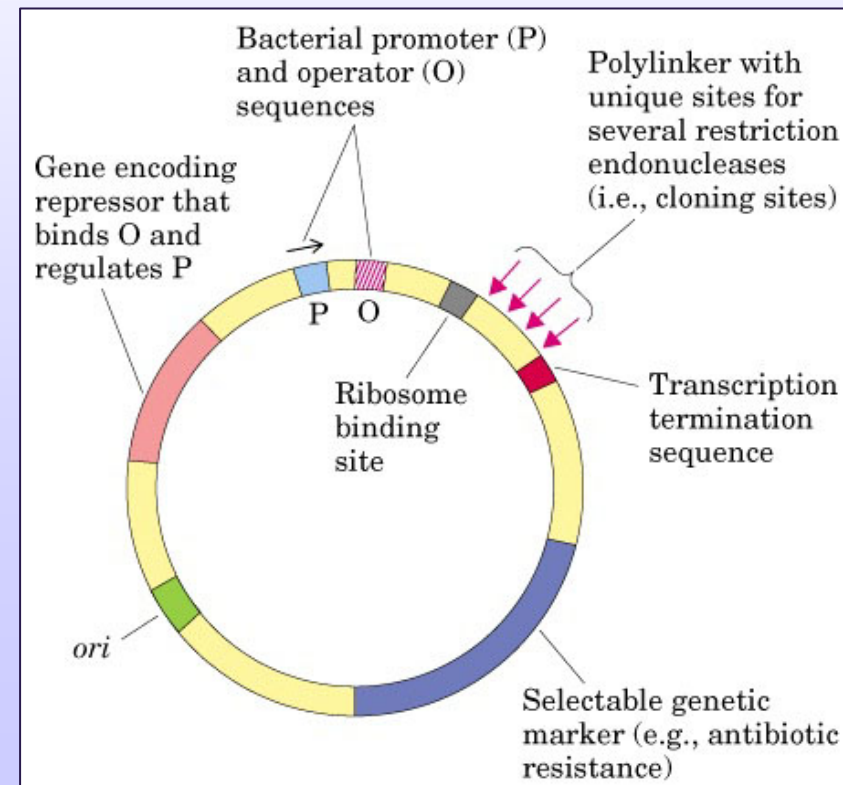 Bacterial promoter (P)
and operator (O)
sequences
Polylinker with
unique sites for
several restriction
endonucleases
(i.e., cloning sites)
Gene encoding
repressor that
binds O and
regulates P
P
O
Ribosome
binding
site
Transcription
termination
sequence
ori
Selectable genetic
marker (e.g., antibiotic
resistance)